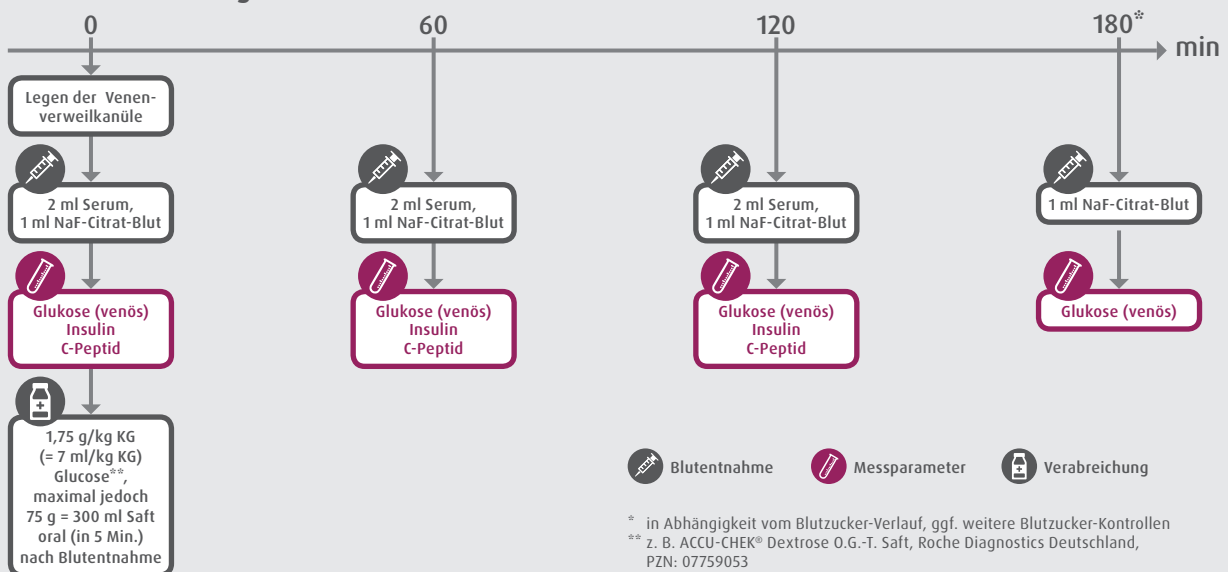 0
60
120
180*
min
Legen der Venen-
verweilkanüle
2 ml Serum,
1 ml NaF-Citrat-Blut
2 ml Serum,
1 ml NaF-Citrat-Blut
2 ml Serum,
1 ml NaF-Citrat-Blut
1 ml NaF-Citrat-Blut
Glukose (venös)
Insulin
C-Peptid
Glukose (venös)
Insulin
C-Peptid
Glukose (venös)
Insulin
C-Peptid
Glukose (venös)
1,75 g/kg KG
(= 7 ml/kg KG)
Glucose**,
maximal jedoch
75 g = 300 ml Saft
oral (in 5 Min.)
nach Blutentnahme
Blutentnahme
Messparameter
Verabreichung
* in Abhängigkeit vom Blutzucker-Verlauf, ggf. weitere Blutzucker-Kontrollen
** z. B. ACCU-CHEK® Dextrose O.G.-T. Saft, Roche Diagnostics Deutschland,
PZN: 07759053